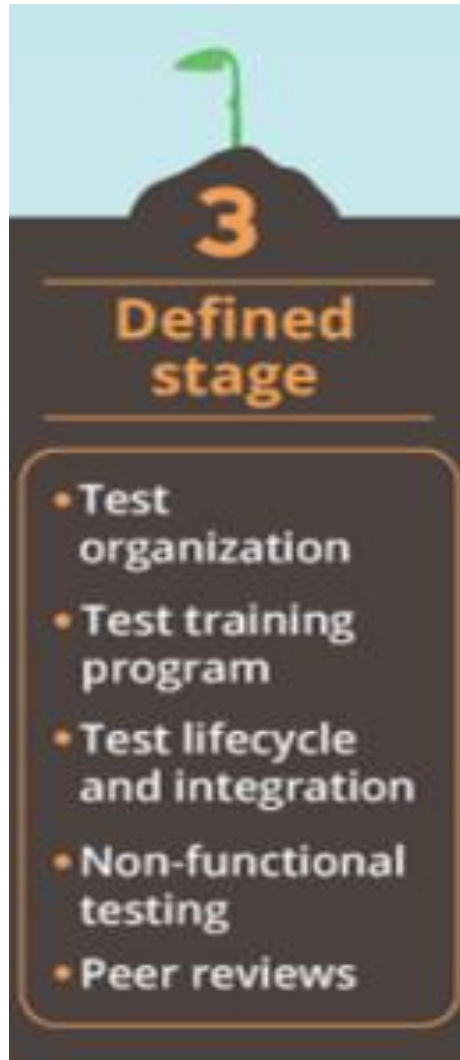 3
Defined
stage
• Test
organization
• Test training
program
• Test lifecycle
and integration
• Non-functional
testing
• Peer reviews